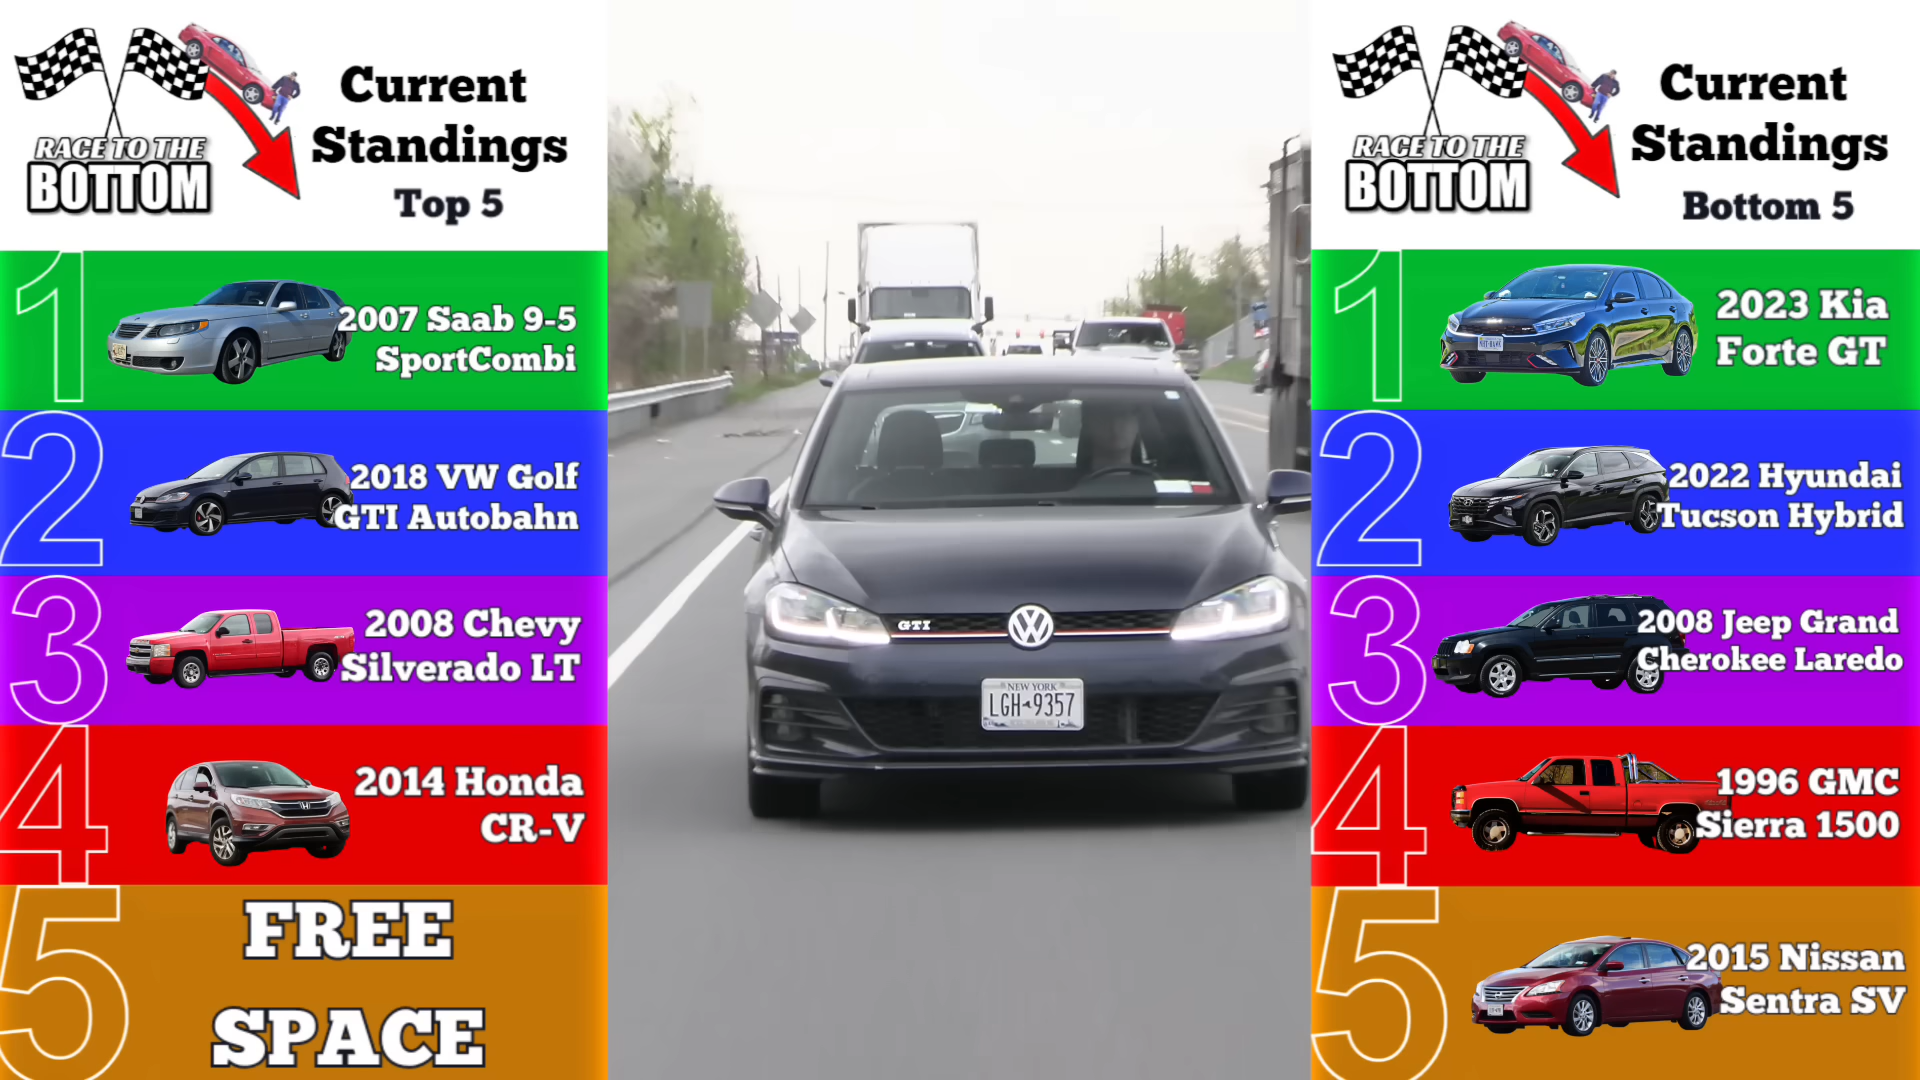 Current
Standings
Top 5
RACE TO THE
BOTTOM
1
2007 Saab 9-5
SportCombi
2
2018 VW Golf
GTI Autobahn
3
2008 Chevy
Silverado LT
4
2014 Honda
CR-V
5
FREE
SPACE
GTI
NEW YORK
LGH 9357
Current
Standings
Bottom 5
RACE TO THE
BOTTOM
1
2023 Kia
Forte GT
2
2022 Hyundai
Tucson Hybrid
3
2008 Jeep Grand
Cherokee Laredo
4
1996 GMC
Sierra 1500
5
2015 Nissan
Sentra SV